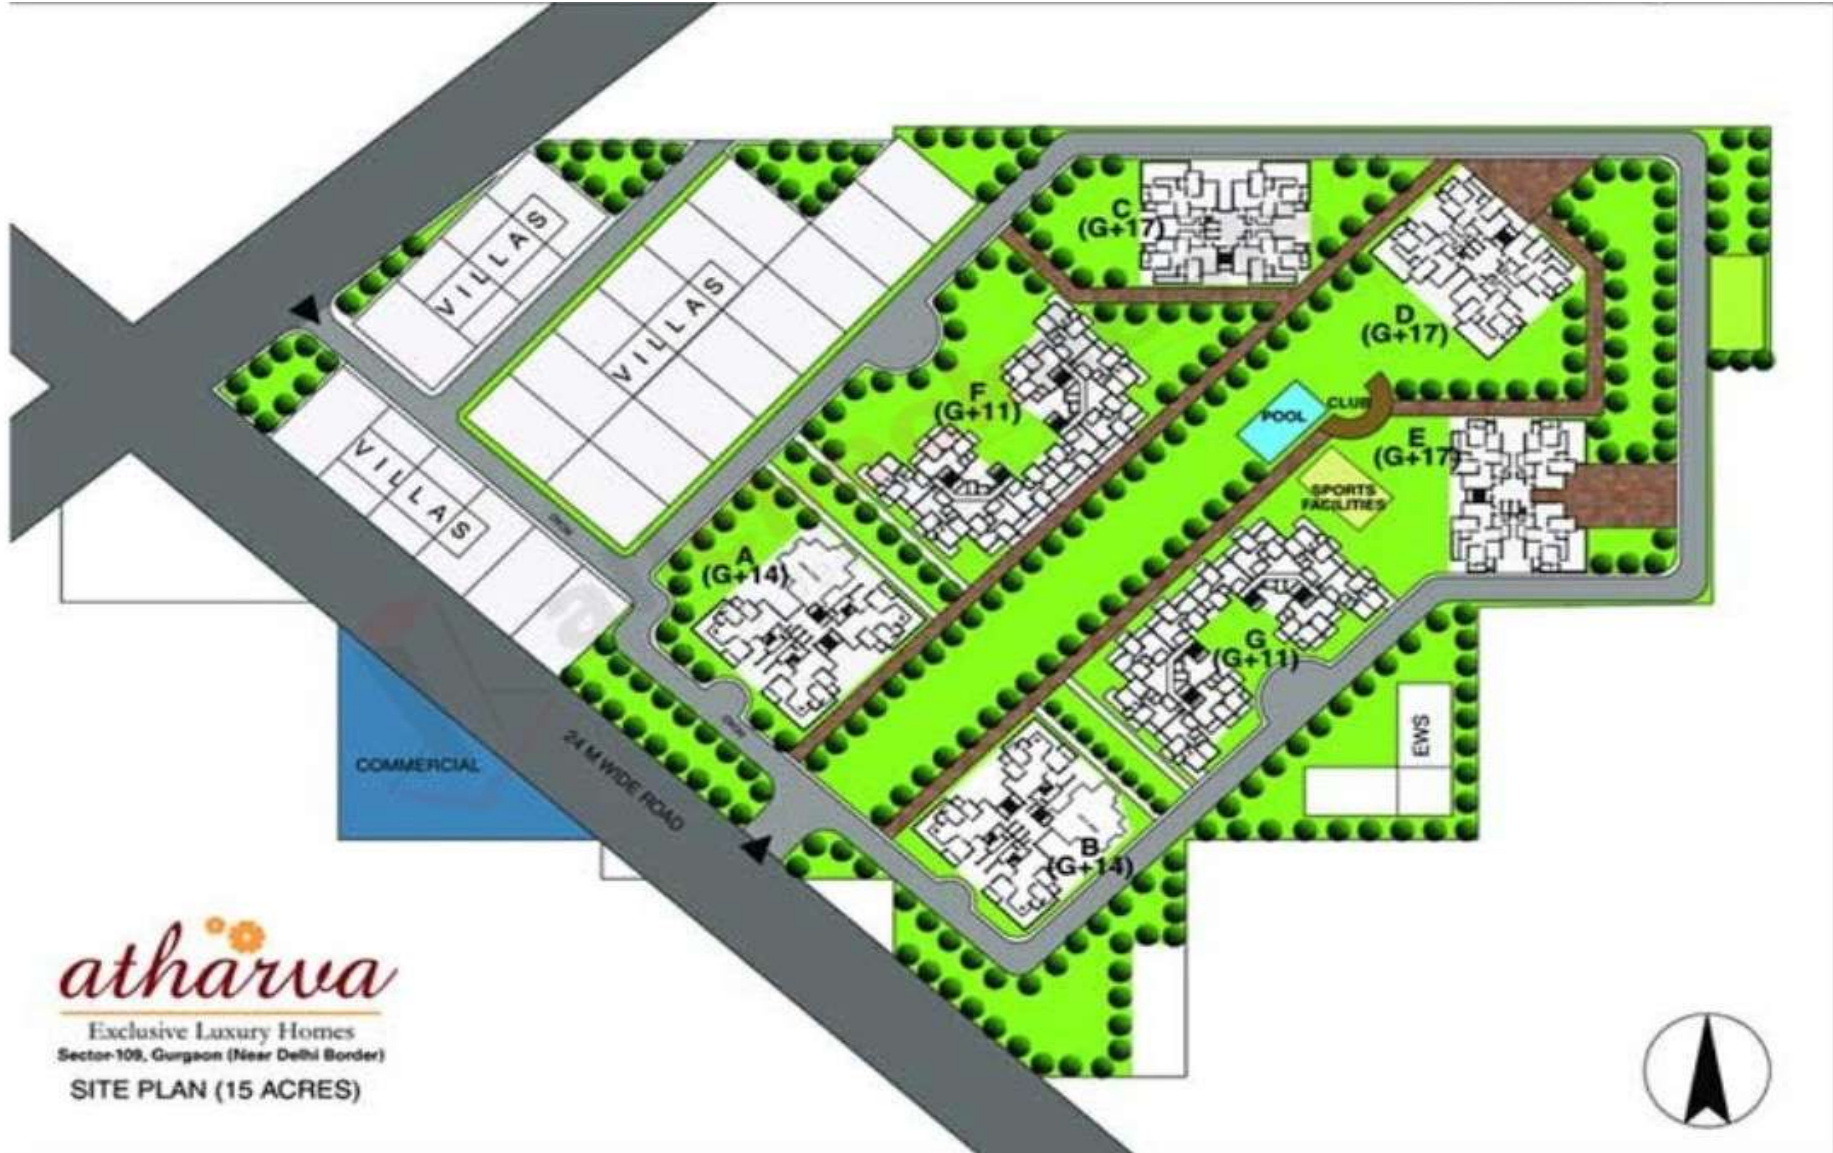 VILLAS
VILLAS
VILLAS
C
(G+17)
D
(G+17)
F
(G+11)
POOL
CLUB
E
(G+17)
SPORTS
FACILITIES
A
(G+14)
G
(G+11)
EWS
B
(G+14)
COMMERCIAL
24 M WIDE ROAD
atharva
Exclusive Luxury Homes
Sector-109, Gurgaon (Near Delhi Border)
SITE PLAN (15 ACRES)